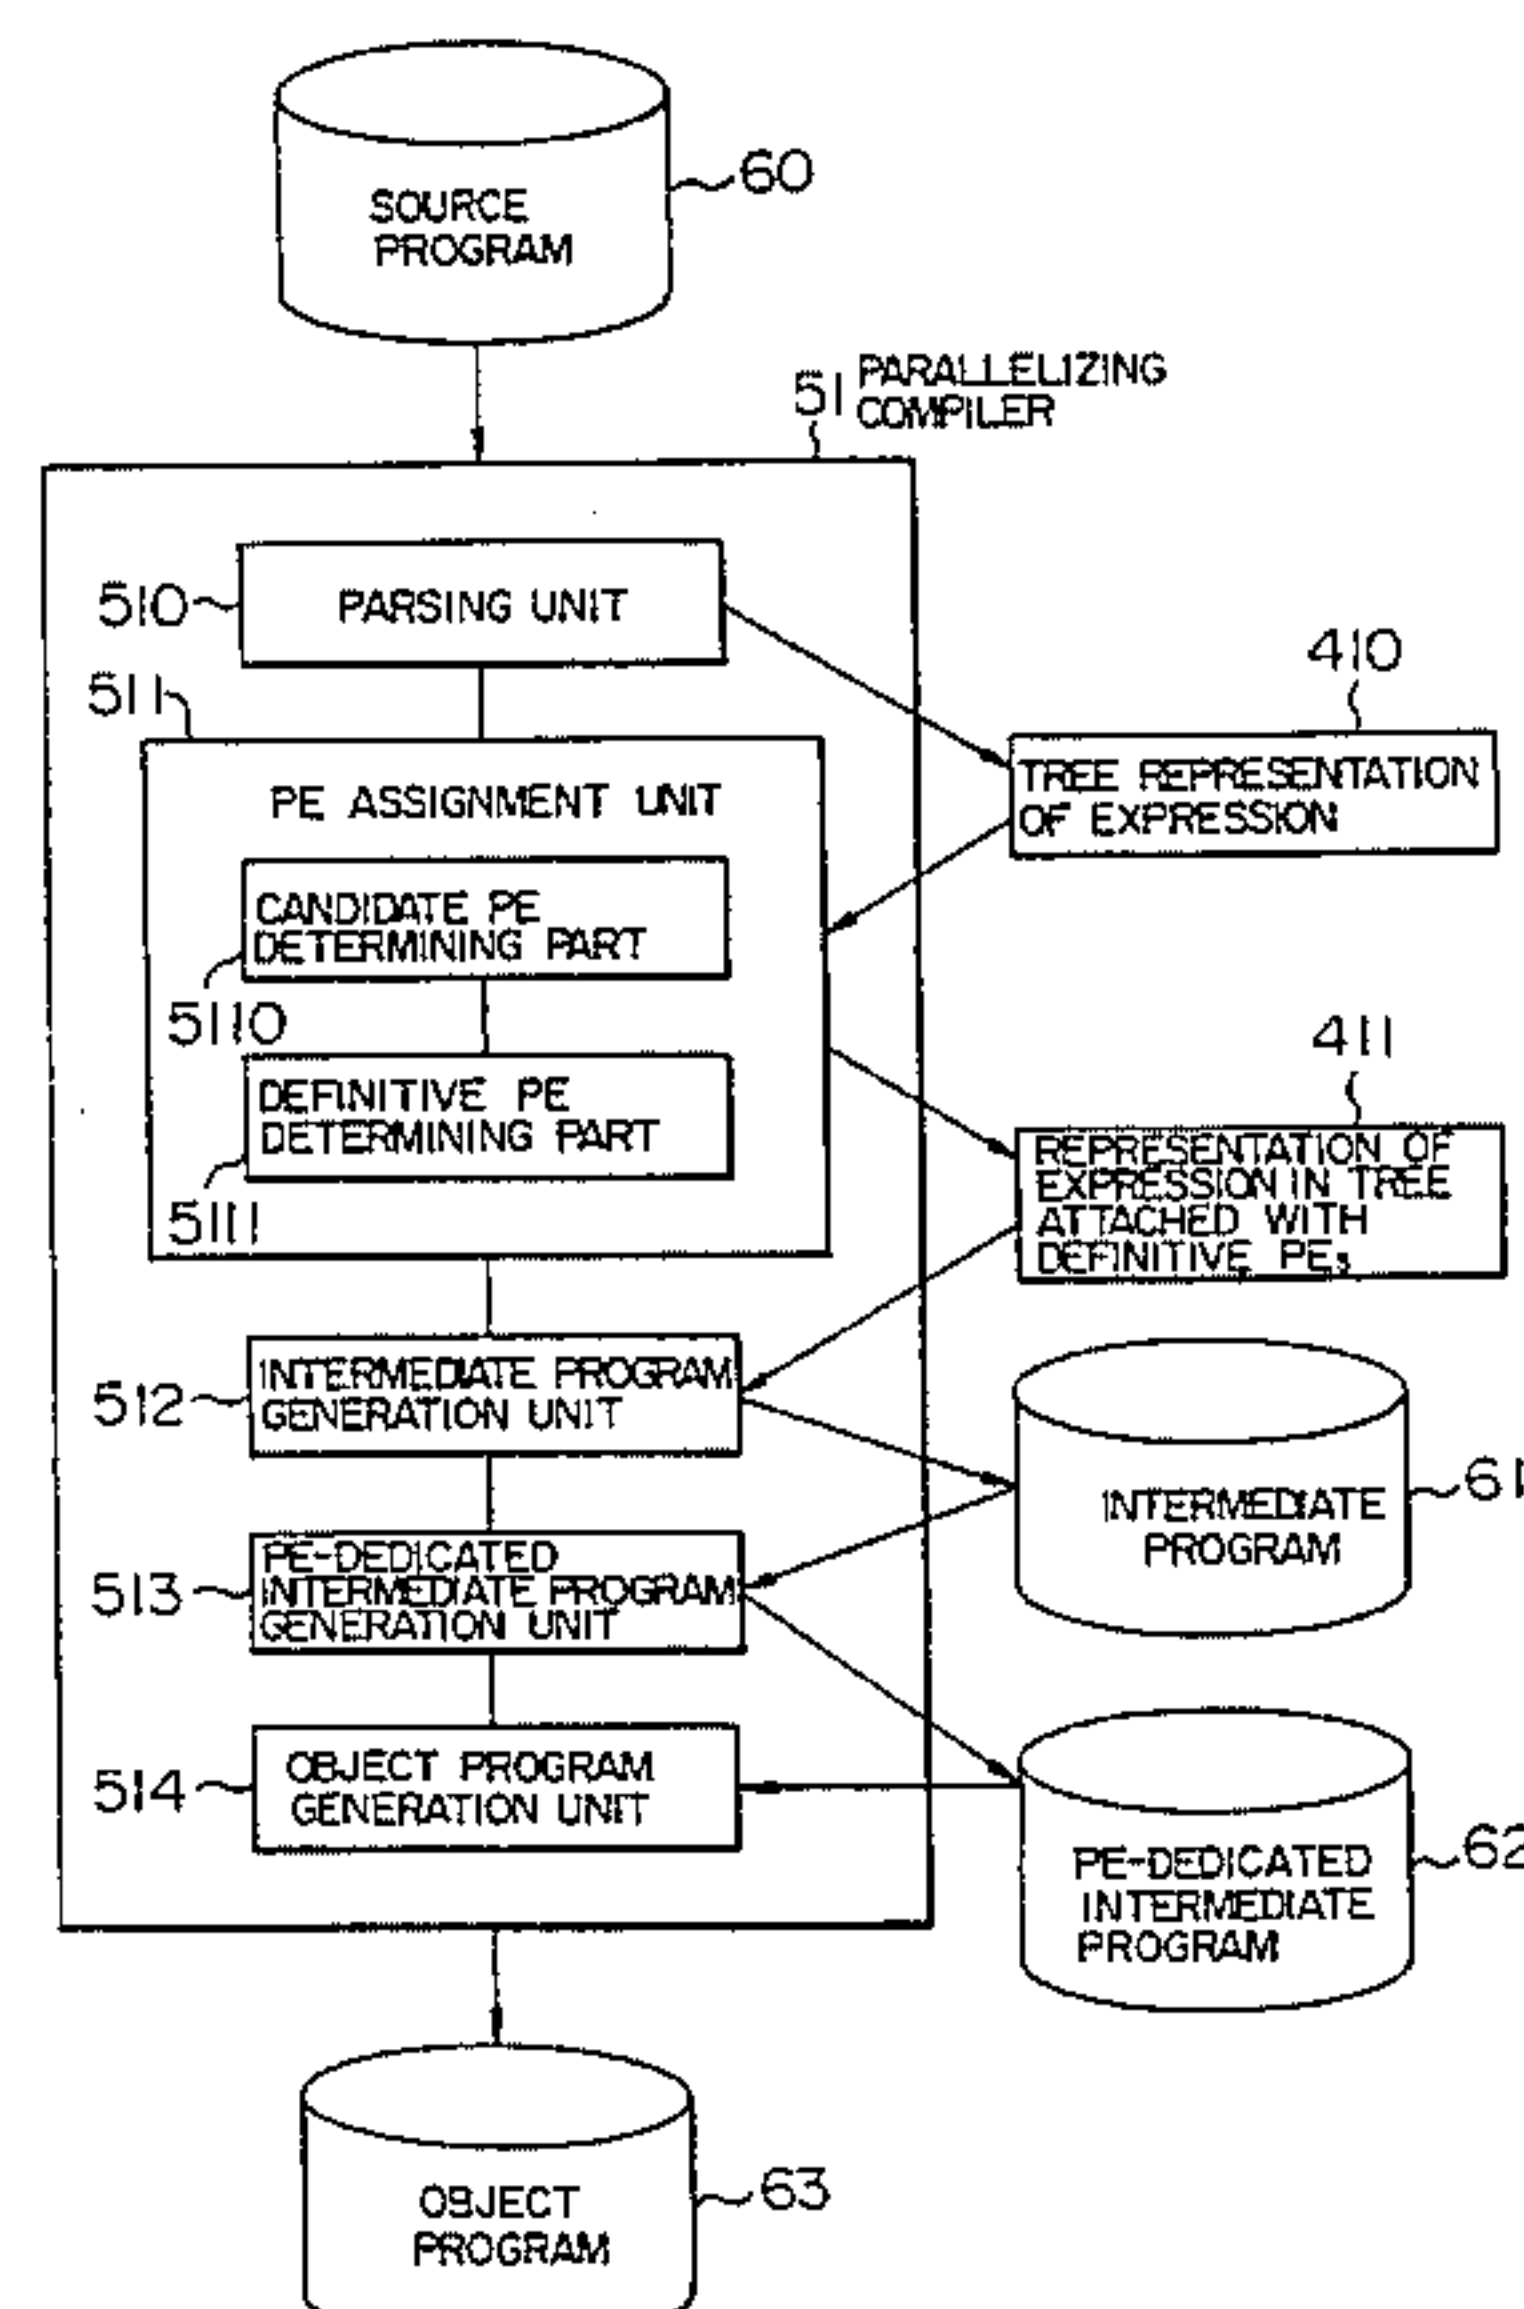 60
SOURCE
PROGRAM
51 PARALLELIZING
COMPILER
510
PARSING UNIT
511
410
PE ASSIGNMENT UNIT
TREE REPRESENTATION
OF EXPRESSION
CANDIDATE PE
DETERMINING PART
5110
411
DEFINITIVE PE
DETERMINING PART
5111
REPRESENTATION OF
EXPRESSION IN TREE
ATTACHED WITH
DEFINITIVE PEs
512
INTERMEDIATE PROGRAM
GENERATION UNIT
61
INTERMEDIATE
PROGRAM
513
PE-DEDICATED
INTERMEDIATE PROGRAM
GENERATION UNIT
514
OBJECT PROGRAM
GENERATION UNIT
62
PE-DEDICATED
INTERMEDIATE
PROGRAM
63
OBJECT
PROGRAM